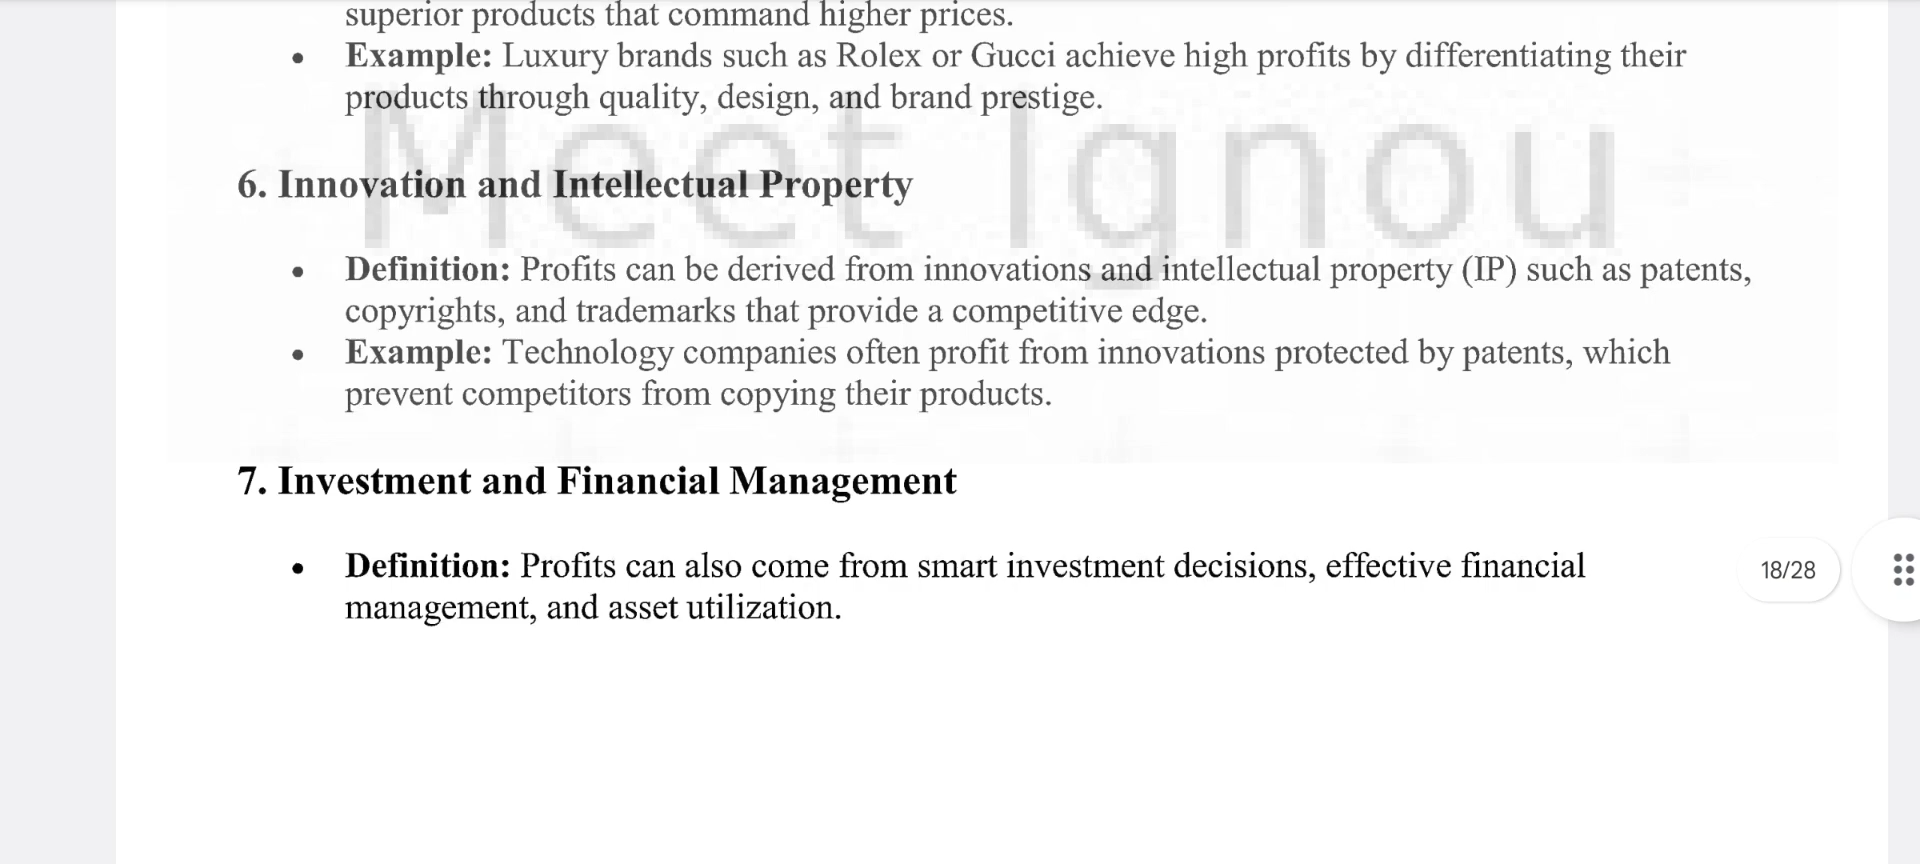 superior products that command higher prices.
• Example: Luxury brands such as Rolex or Gucci achieve high profits by differentiating their
products through quality, design, and brand prestige.
Meet Ignou
6. Innovation and Intellectual Property
• Definition: Profits can be derived from innovations and intellectual property (IP) such as patents,
copyrights, and trademarks that provide a competitive edge.
• Example: Technology companies often profit from innovations protected by patents, which
prevent competitors from copying their products.
7. Investment and Financial Management
• Definition: Profits can also come from smart investment decisions, effective financial
management, and asset utilization.
18/28